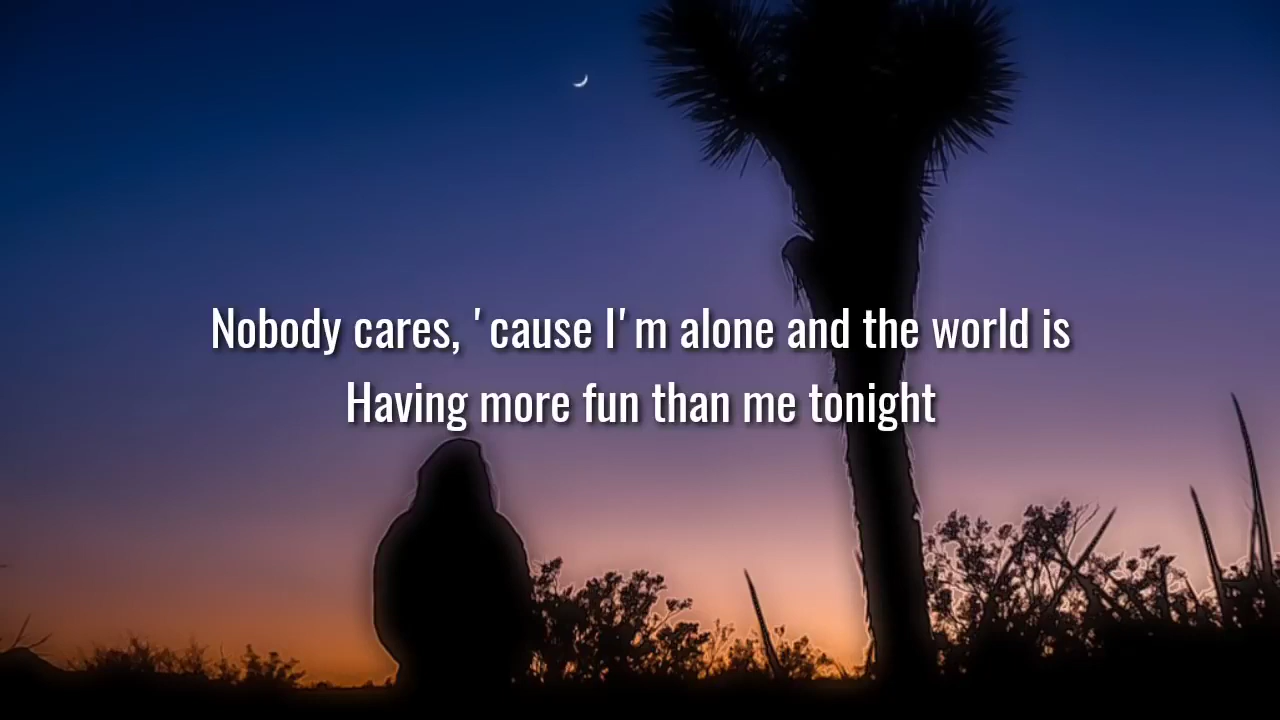 Nobody cares, 'cause I'm alone and the world is
Having more fun than me tonight